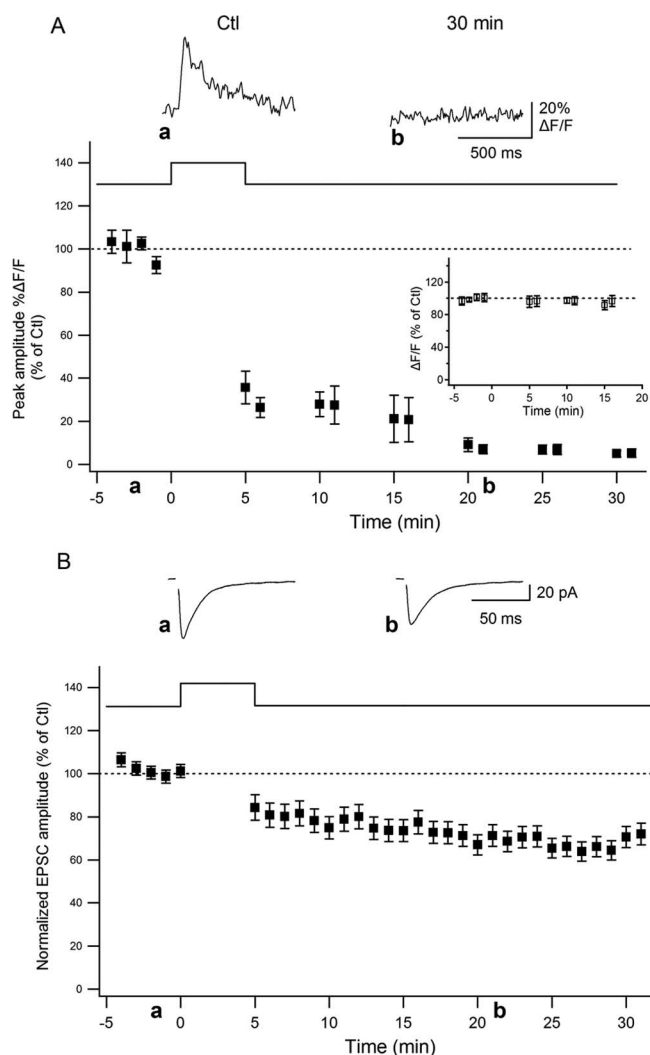 A
Ctl
30 min
a
b
20%
ΔF/F
500 ms
140
120
100
80
60
40
20
0
Peak amplitude %ΔF/F
(% of Ctl)
120
80
40
0
ΔF/F (% of Ctl)
-5 0 5 10 15 20
Time (min)
-5 0 5 10 15 20 25 30
a
b
Time (min)
B
a
b
20 pA
50 ms
140
120
100
80
60
40
20
0
Normalized EPSC amplitude (% of Ctl)
-5 0 5 10 15 20 25 30
a
b
Time (min)